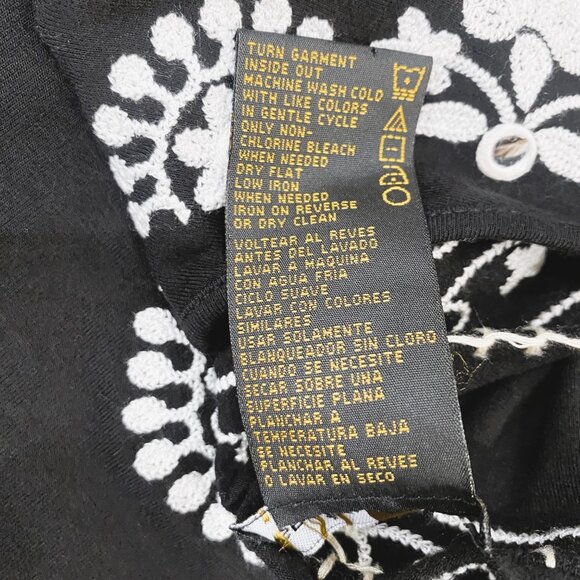 TURN GARMENT
INSIDE OUT
MACHINE WASH COLD
WITH LIKE COLORS
IN GENTLE CYCLE
ONLY NON-
CHLORINE BLEACH
WHEN NEEDED
DRY FLAT
LOW IRON
WHEN NEEDED
IRON ON REVERSE
OR DRY CLEAN
VOLTEAR AL REVES
ANTES DEL LAVADO
LAVAR A MAQUINA
CON AGUA FRIA
CICLO SUAVE
LAVAR CON COLORES
SIMILARES
USAR SOLAMENTE
BLANQUEADOR SIN CLORO
CUANDO SE NECESITE
SECAR SOBRE UNA
SUPERFICIE PLANA
PLANCHAR A
TEMPERATURA BAJA
SE NECESITE
PLANCHAR AL REVES
O LAVAR EN SECO